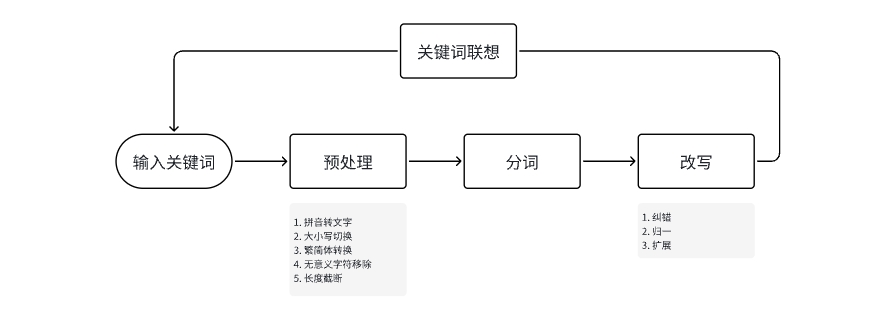 关键词联想
输入关键词
预处理
分词
改写
1. 拼音转文字
2. 大小写切换
3. 繁简体转换
4. 无意义字符移除
5. 长度截断
1. 纠错
2. 归一
3. 扩展